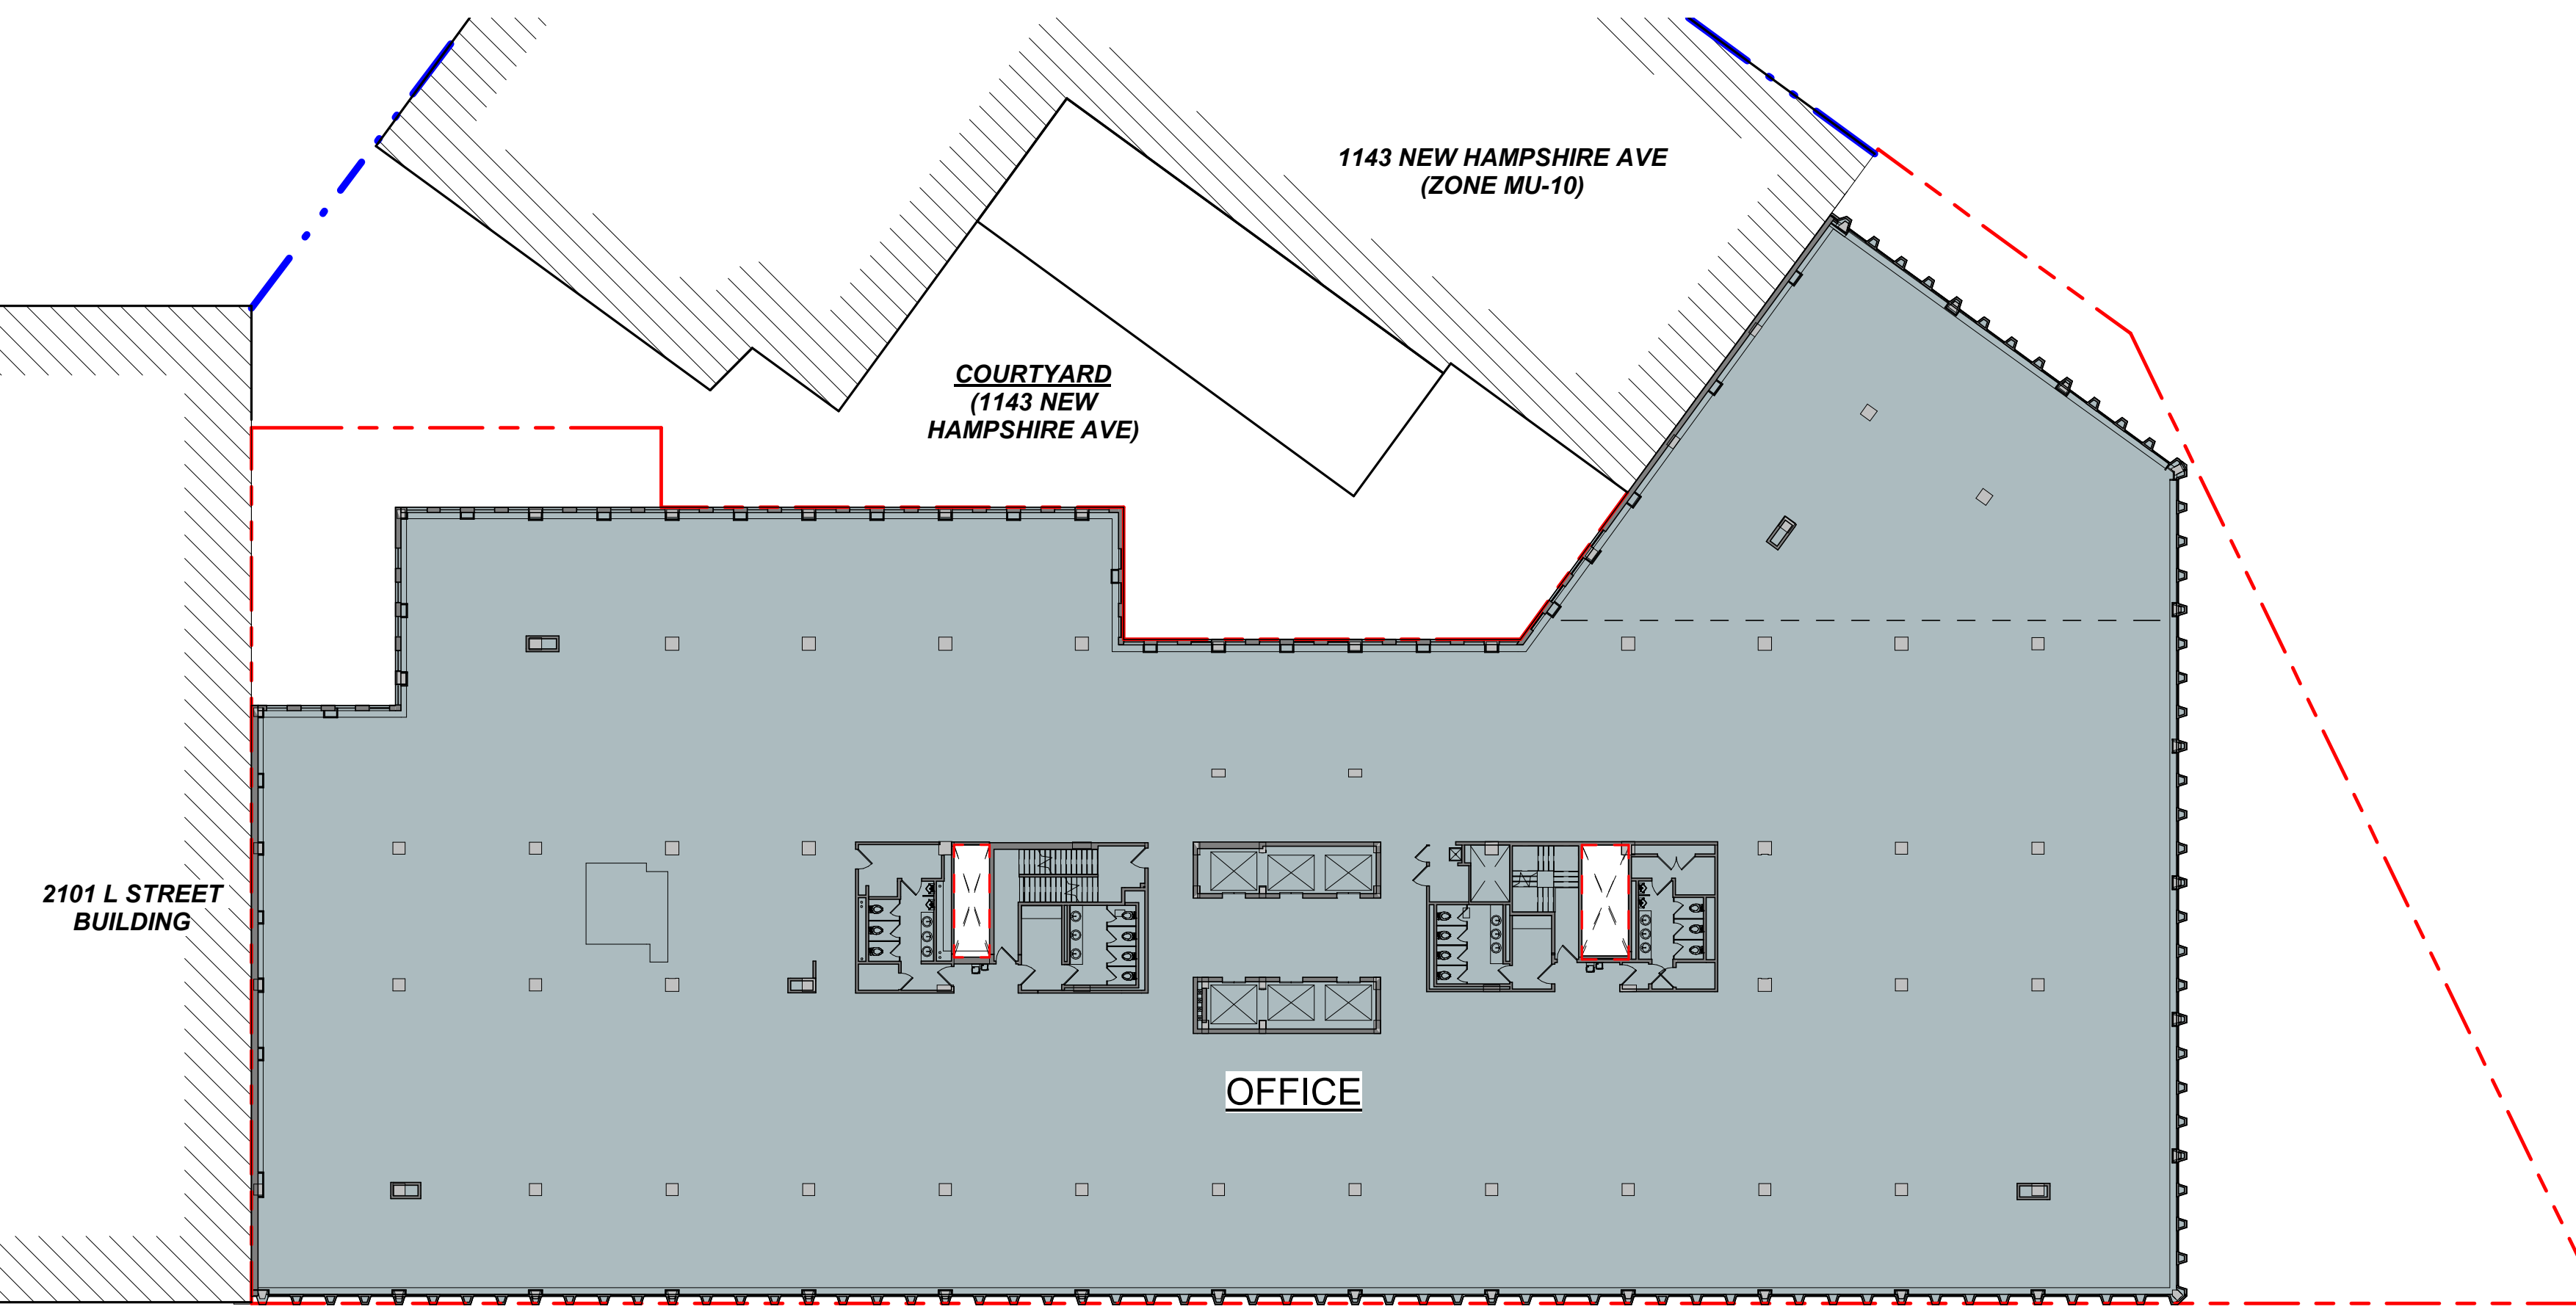 1143 NEW HAMPSHIRE AVE
(ZONE MU-10)
COURTYARD
(1143 NEW
HAMPSHIRE AVE)
2101 L STREET
BUILDING
OFFICE